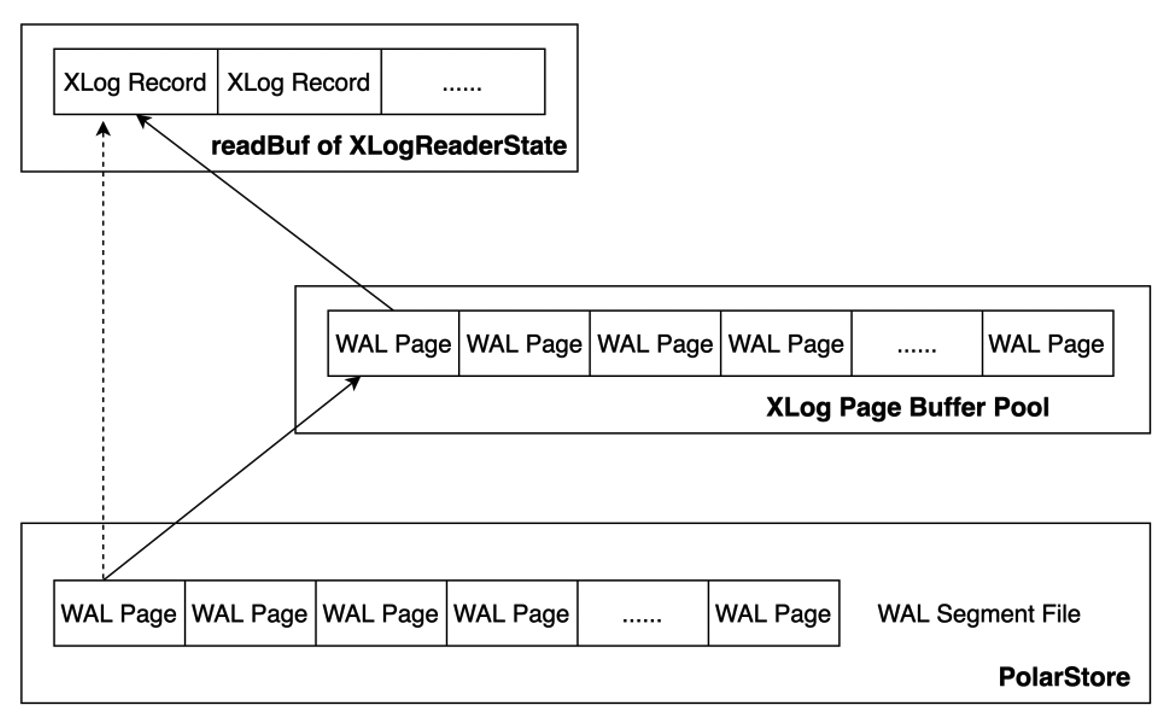 XLog Record XLog Record ......
readBuf of XLogReaderState
WAL Page WAL Page WAL Page WAL Page ...... WAL Page
XLog Page Buffer Pool
WAL Page WAL Page WAL Page WAL Page ...... WAL Page WAL Segment File
PolarStore